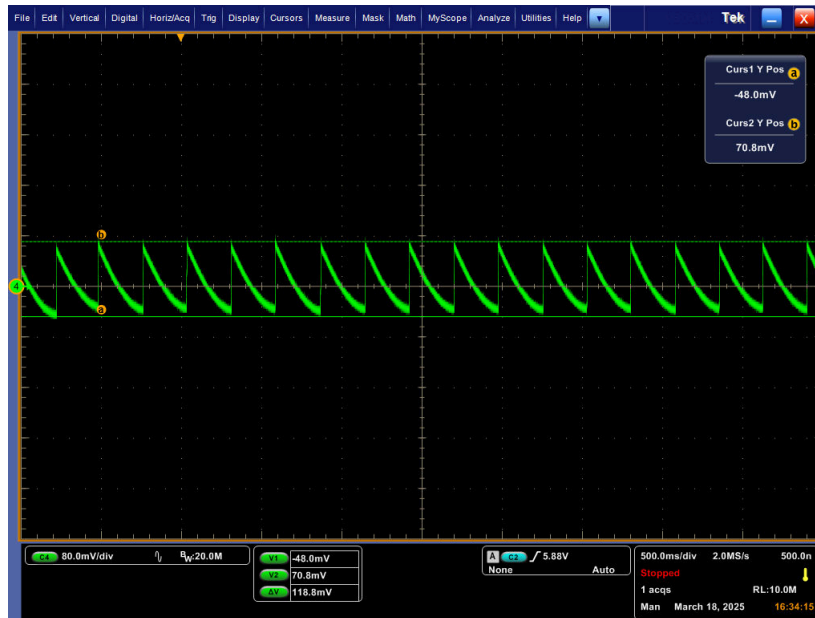 File Edit Vertical Digital Horiz/Acq Trig Display Cursors Measure Mask Math MyScope Analyze Utilities Help Tek X
Curs1 Y Pos a
-48.0mV
Curs2 Y Pos b
70.8mV
b
4
a
C4 80.0mV/div BW:20.0M
V1 -48.0mV
V2 70.8mV
ΔV 118.8mV
A C2 5.88V
None Auto
500.0ms/div 2.0MS/s 500.0n
Stopped
1 acqs RL:10.0M
Man March 18, 2025 16:34:15